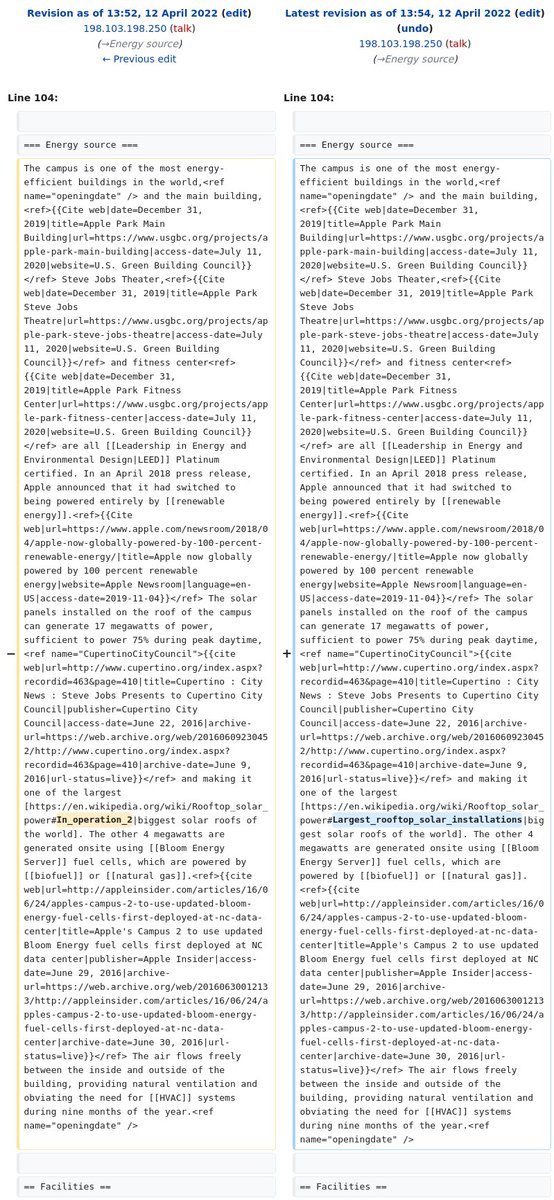 Revision as of 13:52, 12 April 2022 (edit)
198.103.198.250 (talk)
(→Energy source)
← Previous edit
Latest revision as of 13:54, 12 April 2022 (edit)
(undo)
198.103.198.250 (talk)
(→Energy source)
Line 104:
=== Energy source ===
The campus is one of the most energy-
efficient buildings in the world,<ref
name="openingdate" /> and the main building,
<ref>{{Cite web|date=December 31,
2019|title=Apple Park Main
Building|url=https://www.usgbc.org/projects/a
pple-park-main-building|access-date=July 11,
2020|website=U.S. Green Building Council}}
</ref> Steve Jobs Theater,<ref>{{Cite
web|date=December 31, 2019|title=Apple Park
Steve Jobs
Theatre|url=https://www.usgbc.org/projects/ap
ple-park-steve-jobs-theatre|access-date=July
11, 2020|website=U.S. Green Building
Council}}</ref> and fitness center<ref>
{{Cite web|date=December 31,
2019|title=Apple Park Fitness
Center|url=https://www.usgbc.org/projects/app
le-park-fitness-center|access-date=July 11,
2020|website=U.S. Green Building Council}}
</ref> are all [[Leadership in Energy and
Environmental Design|LEED]] Platinum
certified. In an April 2018 press release,
Apple announced that it had switched to
being powered entirely by [[renewable
energy]].<ref>{{Cite
web|url=https://www.apple.com/newsroom/2018/0
4/apple-now-globally-powered-by-100-percent-
renewable-energy/|title=Apple now globally
powered by 100 percent renewable
energy|website=Apple Newsroom|language=en-
US|access-date=2019-11-04}}</ref> The solar
panels installed on the roof of the campus
can generate 17 megawatts of power,
sufficient to power 75% during peak daytime,
− <ref name="CupertinoCityCouncil">{{cite
web|url=http://www.cupertino.org/index.aspx?
recordid=463&page=410|title=Cupertino : City
News : Steve Jobs Presents to Cupertino City
Council|publisher=Cupertino City
Council|access-date=June 22, 2016|archive-
url=https://web.archive.org/web/2016060923045
2/http://www.cupertino.org/index.aspx?
recordid=463&page=410|archive-date=June 9,
2016|url-status=live}}</ref> and making it
one of the largest
[https://en.wikipedia.org/wiki/Rooftop_solar_
power#In_operation_2|biggest solar roofs of
the world]. The other 4 megawatts are
generated onsite using [[Bloom Energy
Server]] fuel cells, which are powered by
[[biofuel]] or [[natural gas]].<ref>{{cite
web|url=http://appleinsider.com/articles/16/0
6/24/apples-campus-2-to-use-updated-bloom-
energy-fuel-cells-first-deployed-at-nc-data-
center|title=Apple's Campus 2 to use updated
Bloom Energy fuel cells first deployed at NC
data center|publisher=Apple Insider|access-
date=June 29, 2016|archive-
url=https://web.archive.org/web/2016063001213
3/http://appleinsider.com/articles/16/06/24/a
pples-campus-2-to-use-updated-bloom-energy-
fuel-cells-first-deployed-at-nc-data-
center|archive-date=June 30, 2016|url-
status=live}}</ref> The air flows freely
between the inside and outside of the
building, providing natural ventilation and
obviating the need for [[HVAC]] systems
during nine months of the year.<ref
name="openingdate" />
== Facilities ==
Line 104:
=== Energy source ===
The campus is one of the most energy-
efficient buildings in the world,<ref
name="openingdate" /> and the main building,
<ref>{{Cite web|date=December 31,
2019|title=Apple Park Main
Building|url=https://www.usgbc.org/projects/a
pple-park-main-building|access-date=July 11,
2020|website=U.S. Green Building Council}}
</ref> Steve Jobs Theater,<ref>{{Cite
web|date=December 31, 2019|title=Apple Park
Steve Jobs
Theatre|url=https://www.usgbc.org/projects/ap
ple-park-steve-jobs-theatre|access-date=July
11, 2020|website=U.S. Green Building
Council}}</ref> and fitness center<ref>
{{Cite web|date=December 31,
2019|title=Apple Park Fitness
Center|url=https://www.usgbc.org/projects/app
le-park-fitness-center|access-date=July 11,
2020|website=U.S. Green Building Council}}
</ref> are all [[Leadership in Energy and
Environmental Design|LEED]] Platinum
certified. In an April 2018 press release,
Apple announced that it had switched to
being powered entirely by [[renewable
energy]].<ref>{{Cite
web|url=https://www.apple.com/newsroom/2018/0
4/apple-now-globally-powered-by-100-percent-
renewable-energy/|title=Apple now globally
powered by 100 percent renewable
energy|website=Apple Newsroom|language=en-
US|access-date=2019-11-04}}</ref> The solar
panels installed on the roof of the campus
can generate 17 megawatts of power,
sufficient to power 75% during peak daytime,
+ <ref name="CupertinoCityCouncil">{{cite
web|url=http://www.cupertino.org/index.aspx?
recordid=463&page=410|title=Cupertino : City
News : Steve Jobs Presents to Cupertino City
Council|publisher=Cupertino City
Council|access-date=June 22, 2016|archive-
url=https://web.archive.org/web/2016060923045
2/http://www.cupertino.org/index.aspx?
recordid=463&page=410|archive-date=June 9,
2016|url-status=live}}</ref> and making it
one of the largest
[https://en.wikipedia.org/wiki/Rooftop_solar_
power#Largest_rooftop_solar_installations|big
gest solar roofs of the world]. The other 4
megawatts are generated onsite using [[Bloom
Energy Server]] fuel cells, which are
powered by [[biofuel]] or [[natural gas]].
<ref>{{cite
web|url=http://appleinsider.com/articles/16/0
6/24/apples-campus-2-to-use-updated-bloom-
energy-fuel-cells-first-deployed-at-nc-data-
center|title=Apple's Campus 2 to use updated
Bloom Energy fuel cells first deployed at NC
data center|publisher=Apple Insider|access-
date=June 29, 2016|archive-
url=https://web.archive.org/web/2016063001213
3/http://appleinsider.com/articles/16/06/24/a
pples-campus-2-to-use-updated-bloom-energy-
fuel-cells-first-deployed-at-nc-data-
center|archive-date=June 30, 2016|url-
status=live}}</ref> The air flows freely
between the inside and outside of the
building, providing natural ventilation and
obviating the need for [[HVAC]] systems
during nine months of the year.<ref
name="openingdate" />
== Facilities ==